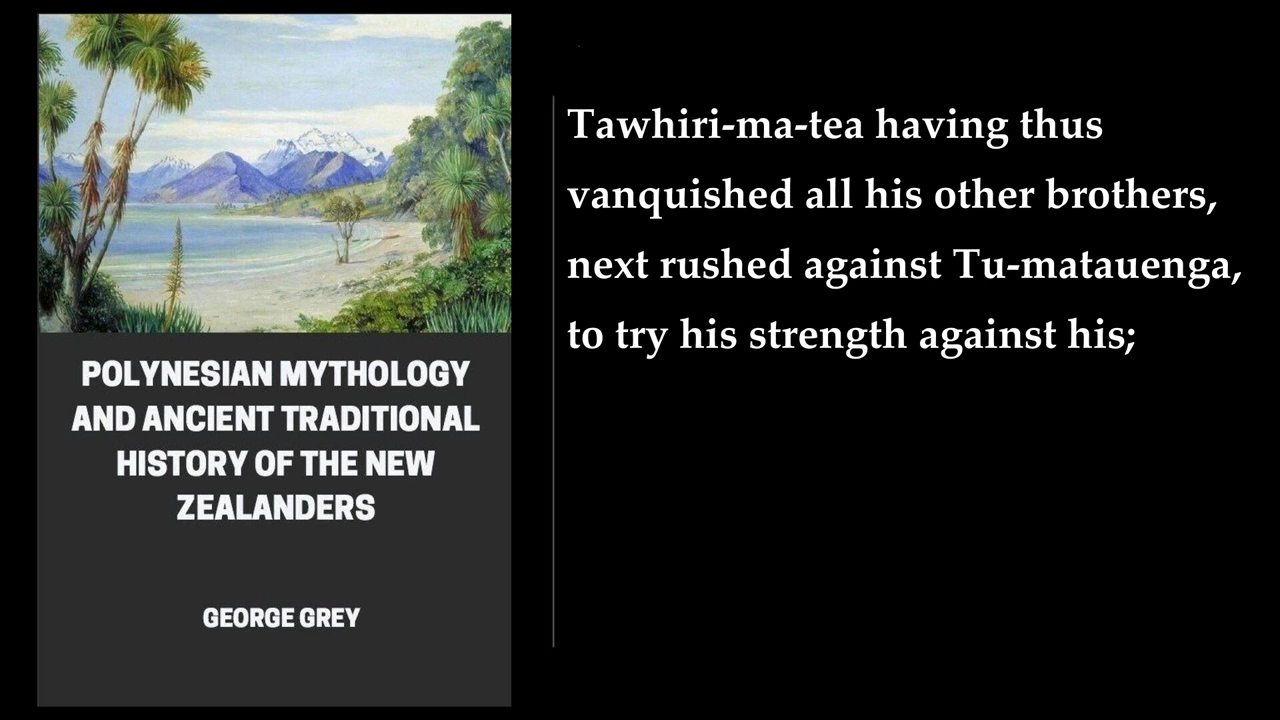 POLYNESIAN MYTHOLOGY
AND ANCIENT TRADITIONAL
HISTORY OF THE NEW
ZEALANDERS
GEORGE GREY
Tawhiri-ma-tea having thus
vanquished all his other brothers,
next rushed against Tu-matauenga,
to try his strength against his;